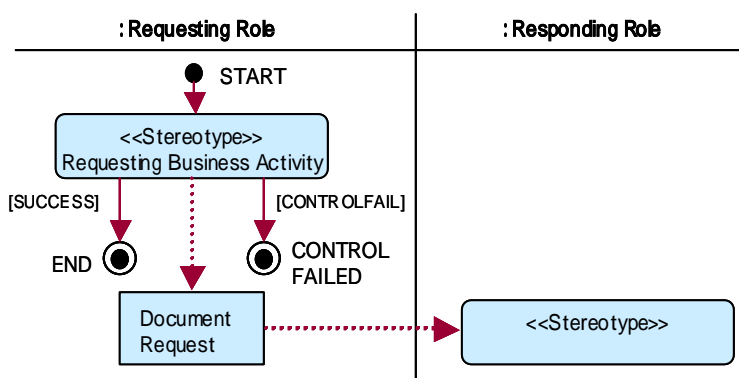 : Requesting Role
: Responding Role
START
<<Stereotype>>
Requesting Business Activity
[SUCCESS]
[CONTROLFAIL]
END
CONTROL
FAILED
Document
Request
<<Stereotype>>